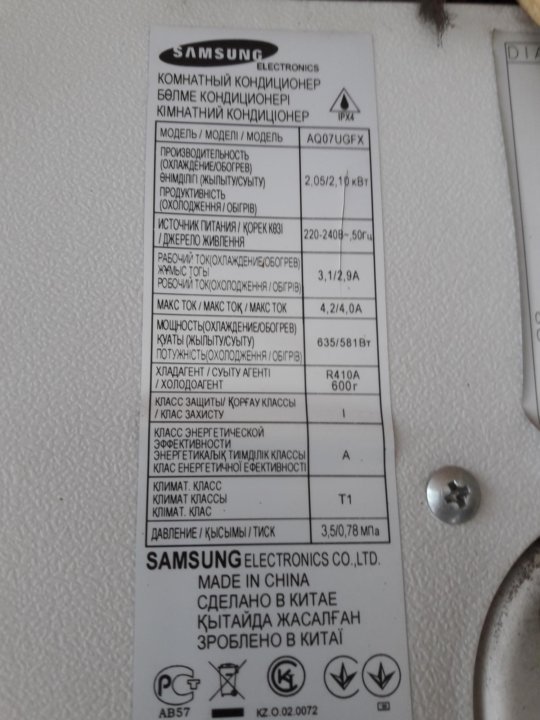 SAMSUNG
ELECTRONICS
КОМНАТНЫЙ КОНДИЦИОНЕР
БӨЛМЕ КОНДИЦИОНЕРІ
КІМНАТНИЙ КОНДИЦІОНЕР
IPX4
МОДЕЛЬ / МОДЕЛІ / МОДЕЛЬ AQ07UGFX
ПРОИЗВОДИТЕЛЬНОСТЬ
(ОХЛАЖДЕНИЕ/ОБОГРЕВ)
ӨНІМДІЛІГІ (ЖЫЛЫТУ/СУЫТУ) 2,05/2,10 кВт
ПРОДУКТИВНІСТЬ
(ОХОЛОДЖЕННЯ / ОБІГРІВ)
ИСТОЧНИК ПИТАНИЯ / ҚОРЕК КӨЗІ
/ ДЖЕРЕЛО ЖИВЛЕННЯ 220-240В~,50Гц
РАБОЧИЙ ТОК(ОХЛАЖДЕНИЕ/ОБОГРЕВ)
ЖҰМЫС ТОГЫ 3,1/2,9А
РОБОЧИЙ ТОК(ОХОЛОДЖЕННЯ / ОБІГРІВ)
МАКС ТОК / МАКС ТОҚ / МАКС ТОК 4,2/4,0А
МОЩНОСТЬ(ОХЛАЖДЕНИЕ/ОБОГРЕВ)
ҚУАТЫ (ЖЫЛЫТУ/СУЫТУ) 635/581Вт
ПОТУЖНІСТЬ(ОХОЛОДЖЕННЯ / ОБІГРІВ)
ХЛАДАГЕНТ / СУЫТУ АГЕНТІ R410A
/ ХОЛОДОАГЕНТ 600г
КЛАСС ЗАЩИТЫ/ ҚОРҒАУ КЛАССЫ
/ КЛАС ЗАХИСТУ I
КЛАСС ЭНЕРГЕТИЧЕСКОЙ
ЭФФЕКТИВНОСТИ
ЭНЕРГЕТИКАЛЫҚ ТИІМДІЛІК КЛАССЫ A
КЛАС ЕНЕРГЕТИЧНОЇ ЕФЕКТИВНОСТІ
КЛИМАТ. КЛАСС
КЛИМАТ КЛАССЫ T1
КЛІМАТ. КЛАС
ДАВЛЕНИЕ / ҚЫСЫМЫ / ТИСК 3,5/0,78 МПа
SAMSUNG ELECTRONICS CO.,LTD.
MADE IN CHINA
СДЕЛАНО В КИТАЕ
ҚЫТАЙДА ЖАСАЛҒАН
ЗРОБЛЕНО В КИТАЇ
АВ57
KZ.O.02.0072
DIA